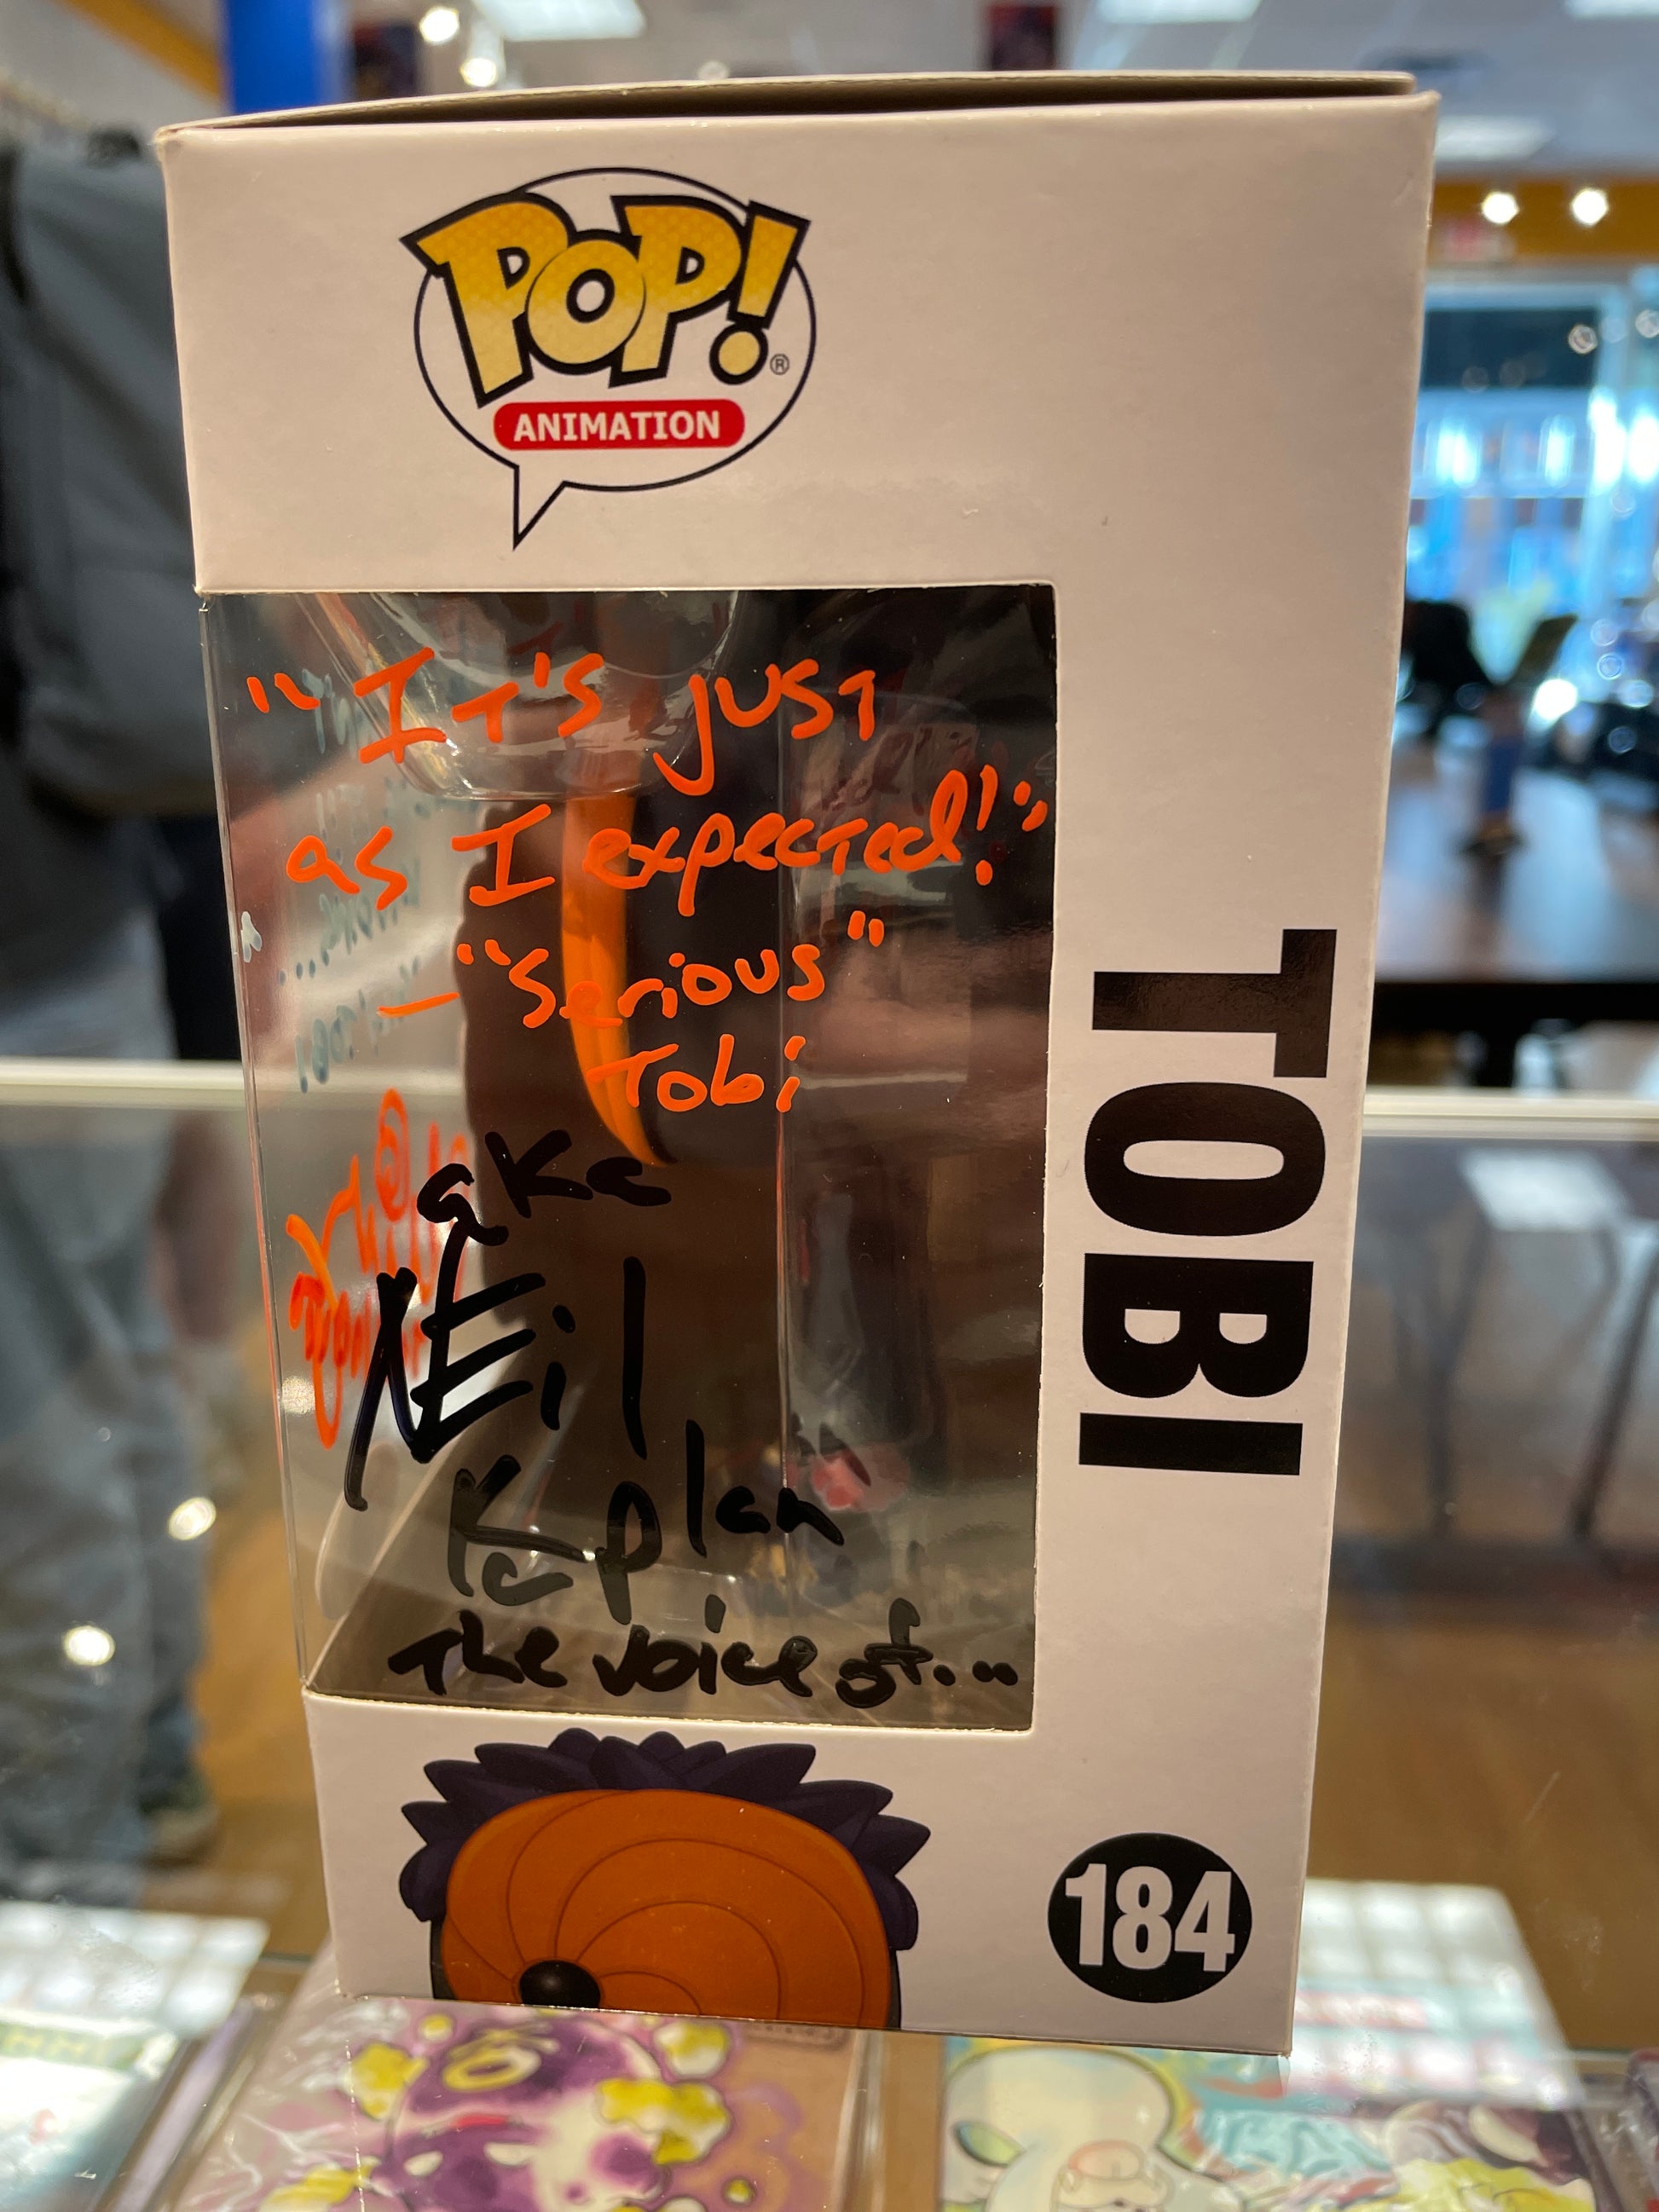 POP!®
ANIMATION
"IT'S JUST
as I expected!"
— "Serious"
Tobi
aka
NEil
Kaplan
The voice of...
TOBI
184